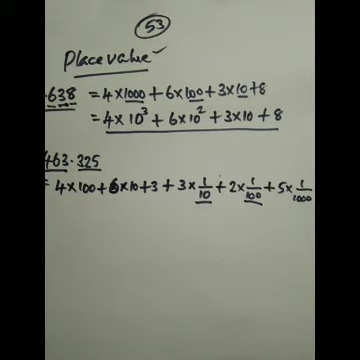 53
Place value
638 = 4×1000 + 6×100 + 3×10 + 8
= 4×10³ + 6×10² + 3×10 + 8
463.325
= 4×100 + 6×10 + 3 + 3×1/10 + 2×1/100 + 5×1/1000